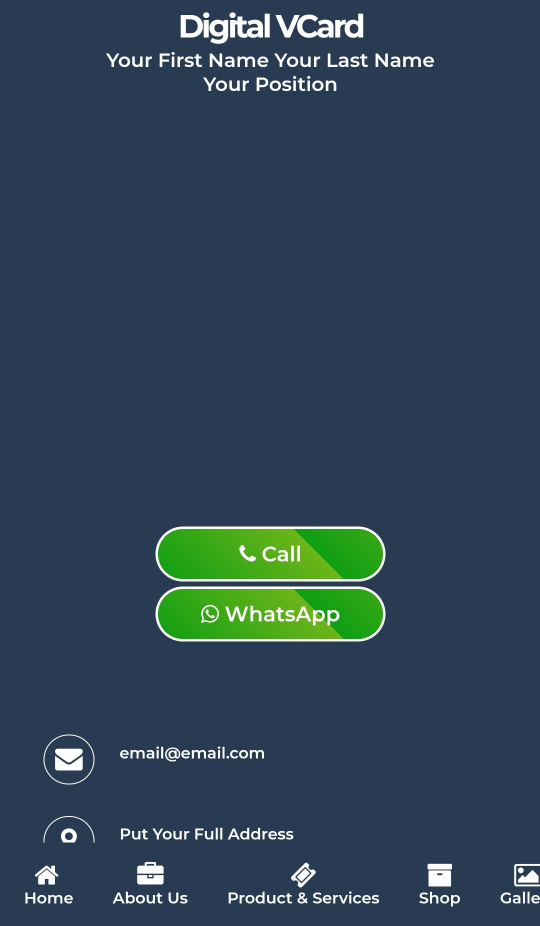 Digital VCard
Your First Name Your Last Name
Your Position
Call
WhatsApp
email@email.com
Put Your Full Address
Home
About Us
Product & Services
Shop
Galle